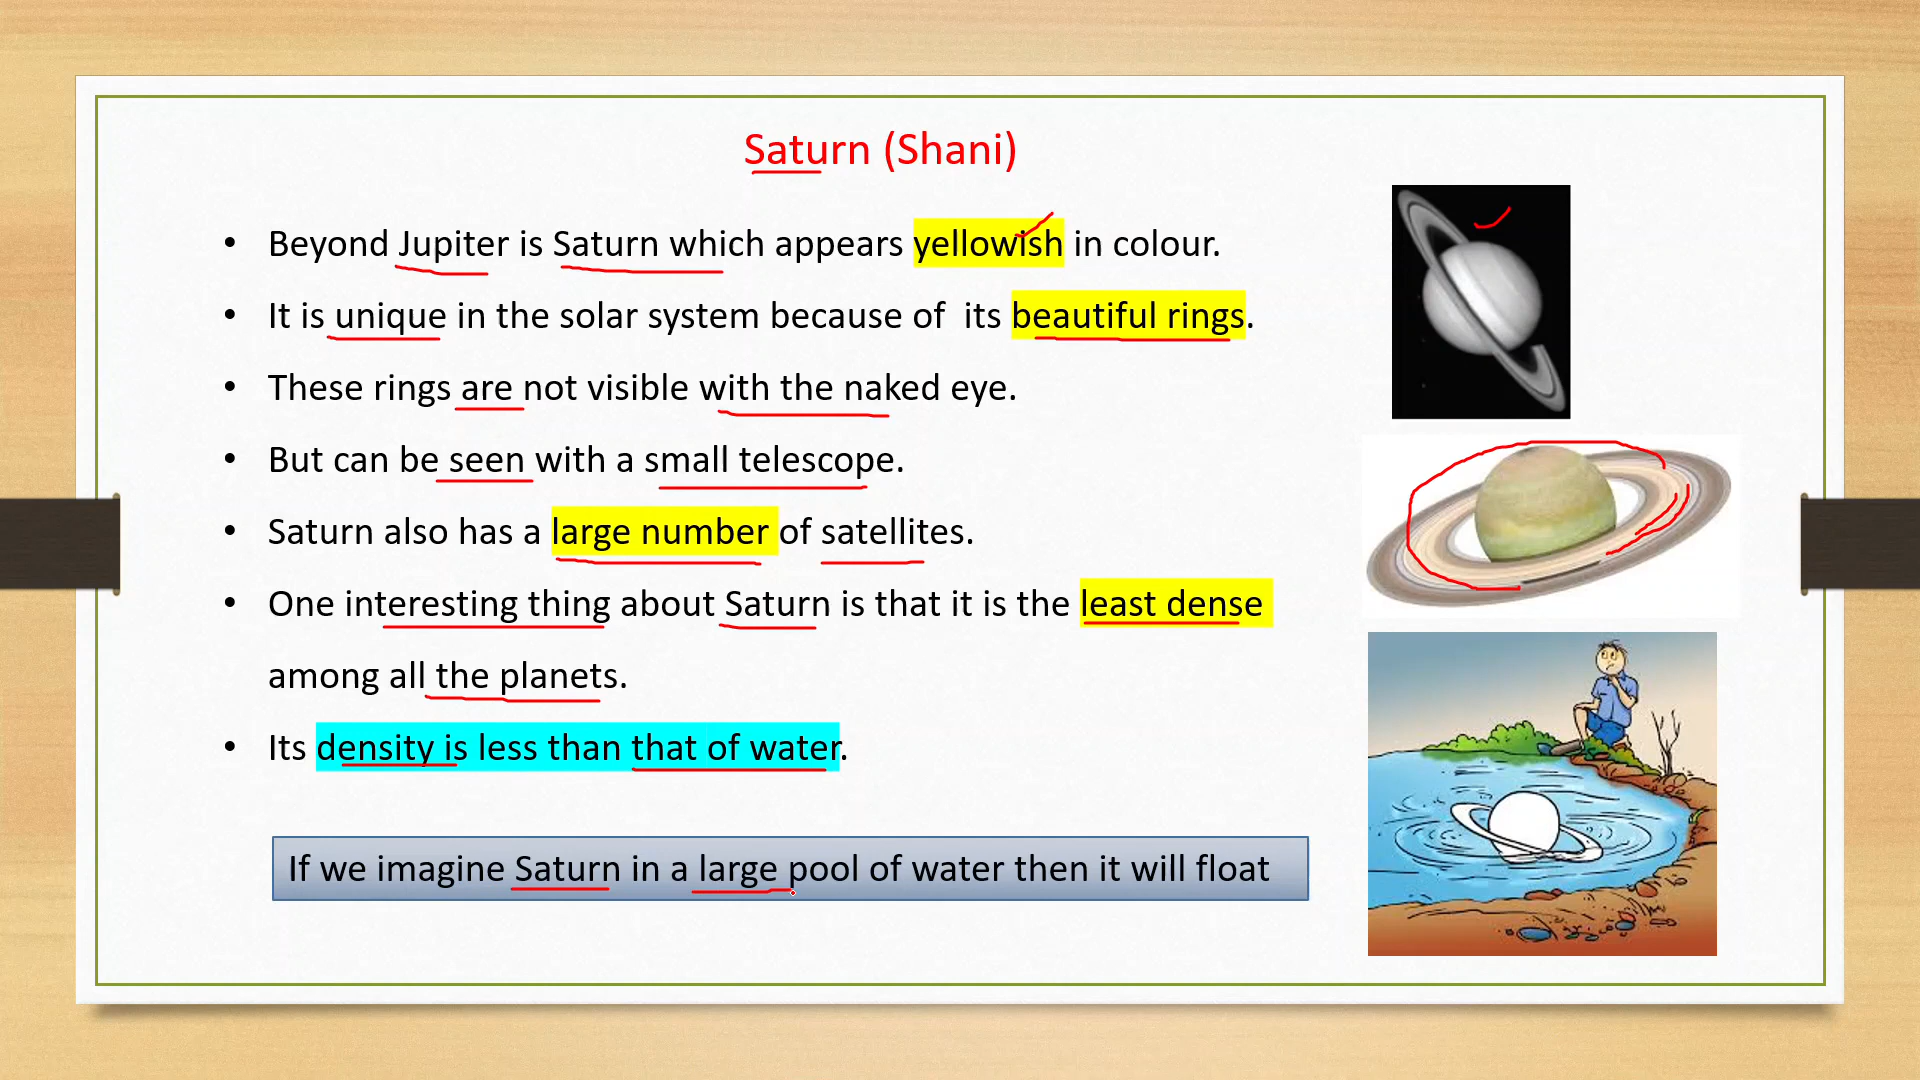 Saturn (Shani)
• Beyond Jupiter is Saturn which appears yellowish in colour.
• It is unique in the solar system because of its beautiful rings.
• These rings are not visible with the naked eye.
• But can be seen with a small telescope.
• Saturn also has a large number of satellites.
• One interesting thing about Saturn is that it is the least dense
among all the planets.
• Its density is less than that of water.
If we imagine Saturn in a large pool of water then it will float